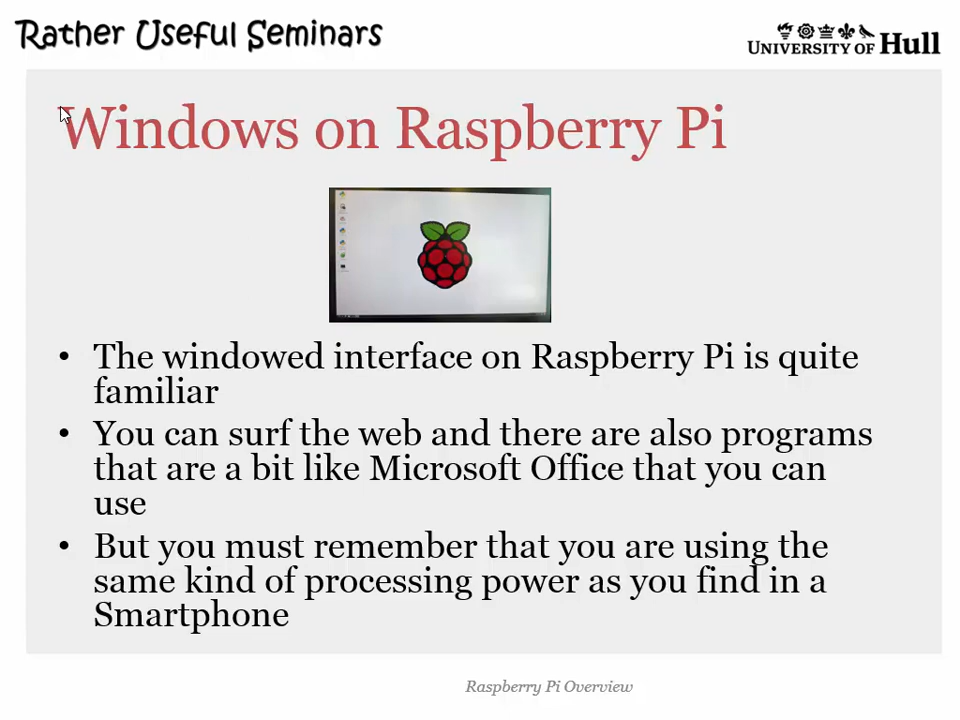 Rather Useful Seminars
UNIVERSITY OF Hull
Windows on Raspberry Pi
• The windowed interface on Raspberry Pi is quite
familiar
• You can surf the web and there are also programs
that are a bit like Microsoft Office that you can
use
• But you must remember that you are using the
same kind of processing power as you find in a
Smartphone
Raspberry Pi Overview